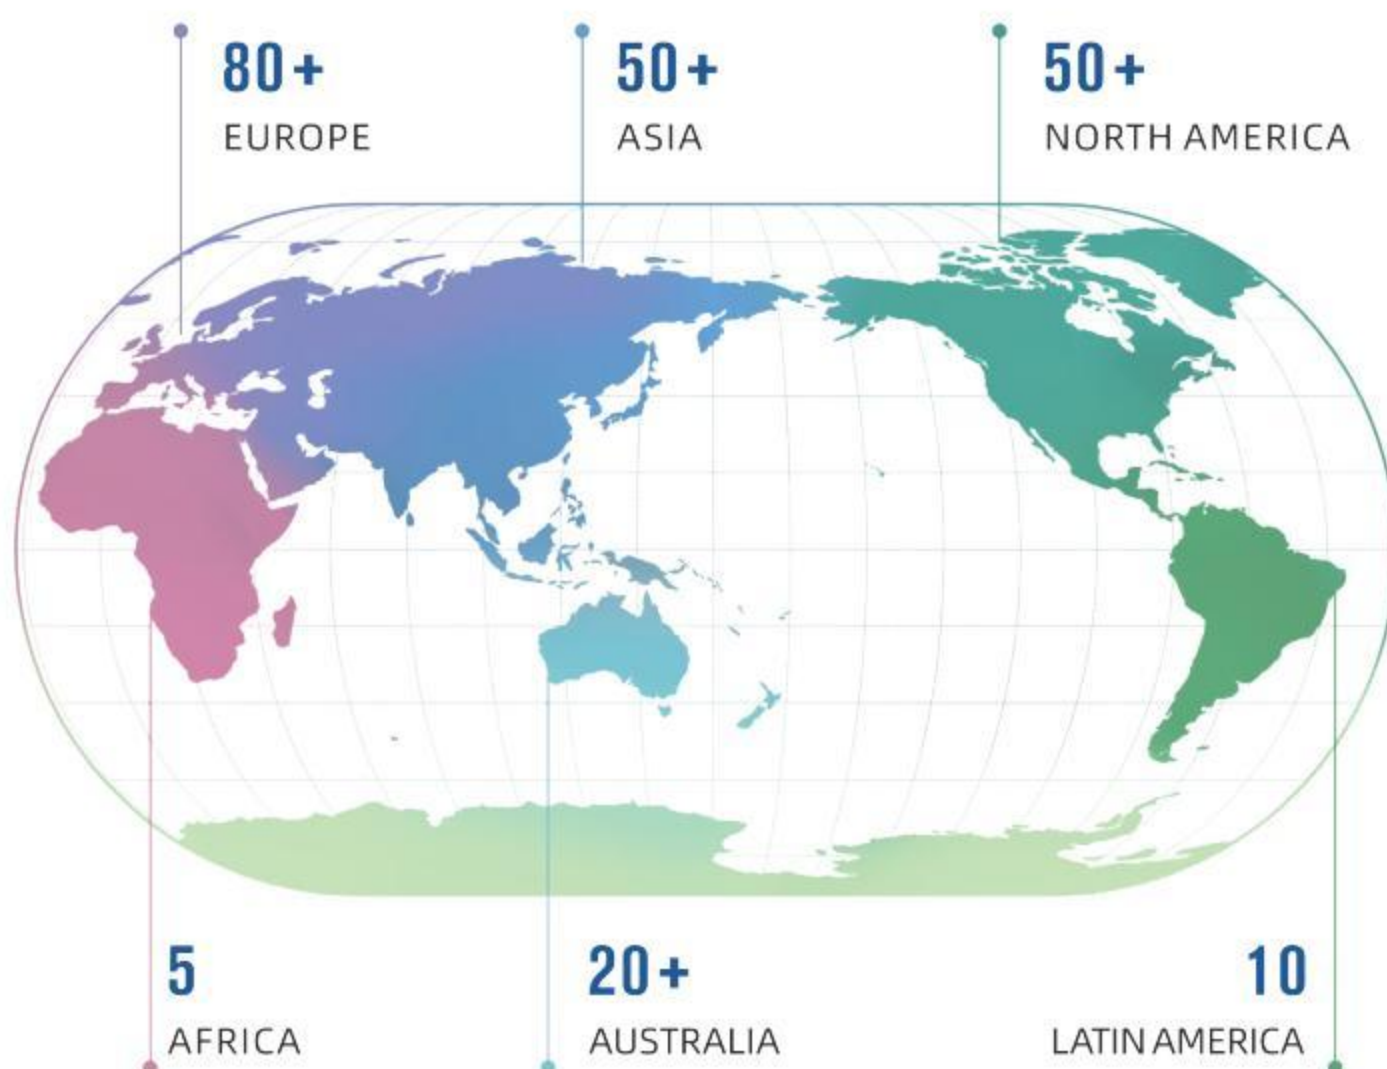 80+
EUROPE
50+
ASIA
50+
NORTH AMERICA
5
AFRICA
20+
AUSTRALIA
10
LATIN AMERICA